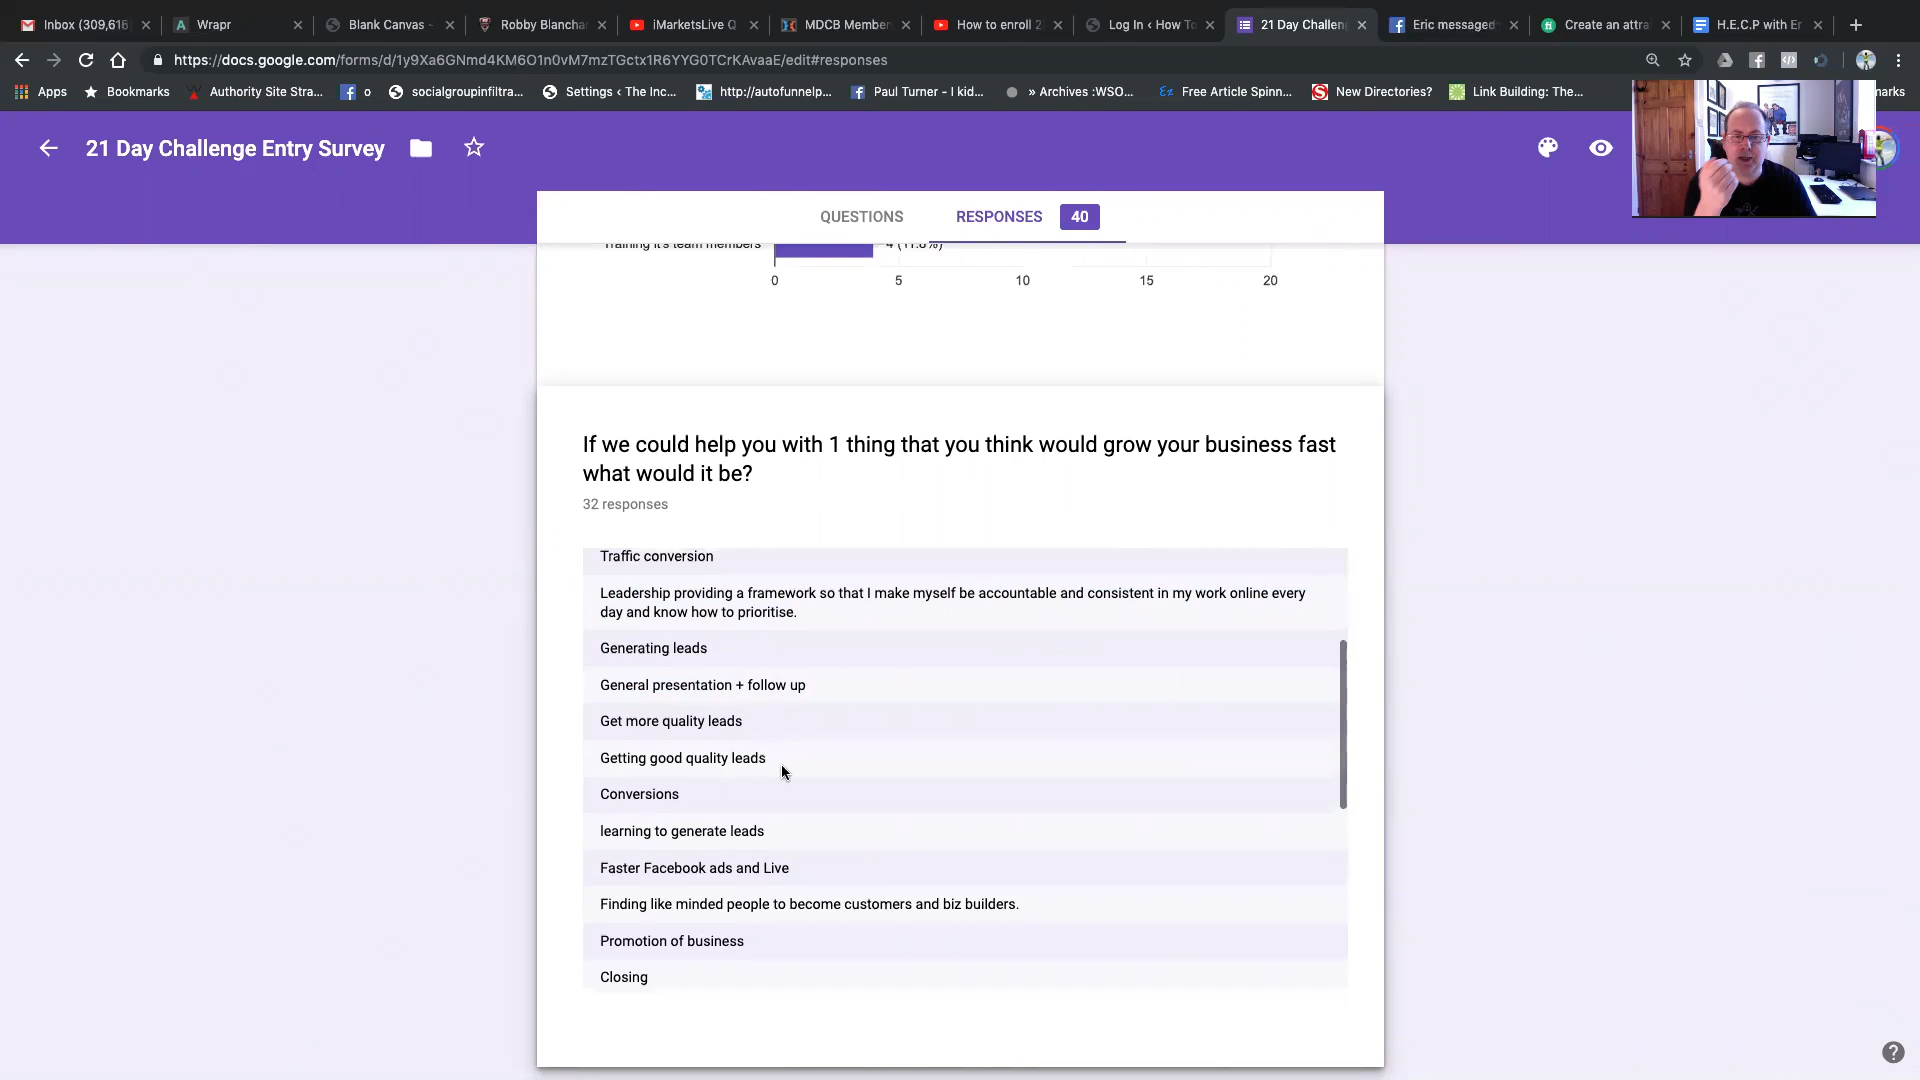 Inbox (309,616
Wrapr
Blank Canvas -
Robby Blanchar
iMarketsLive Q
MDCB Member
How to enroll 2
Log In ‹ How To
21 Day Challen
Eric messaged
Create an attra
H.E.C.P with Er
https://docs.google.com/forms/d/1y9Xa6GNmd4KM6O1n0vM7mzTGctx1R6YYG0TCrKAvaaE/edit#responses
Apps
Bookmarks
Authority Site Stra...
o
socialgroupinfiltra...
Settings ‹ The Inc...
http://autofunnelp...
Paul Turner - I kid...
» Archives :WSO...
Free Article Spinn...
New Directories?
Link Building: The...
marks
21 Day Challenge Entry Survey
QUESTIONS
RESPONSES 40
Training it's team members
4 (11.8%)
0 5 10 15 20
If we could help you with 1 thing that you think would grow your business fast
what would it be?
32 responses
Traffic conversion
Leadership providing a framework so that I make myself be accountable and consistent in my work online every
day and know how to prioritise.
Generating leads
General presentation + follow up
Get more quality leads
Getting good quality leads
Conversions
learning to generate leads
Faster Facebook ads and Live
Finding like minded people to become customers and biz builders.
Promotion of business
Closing